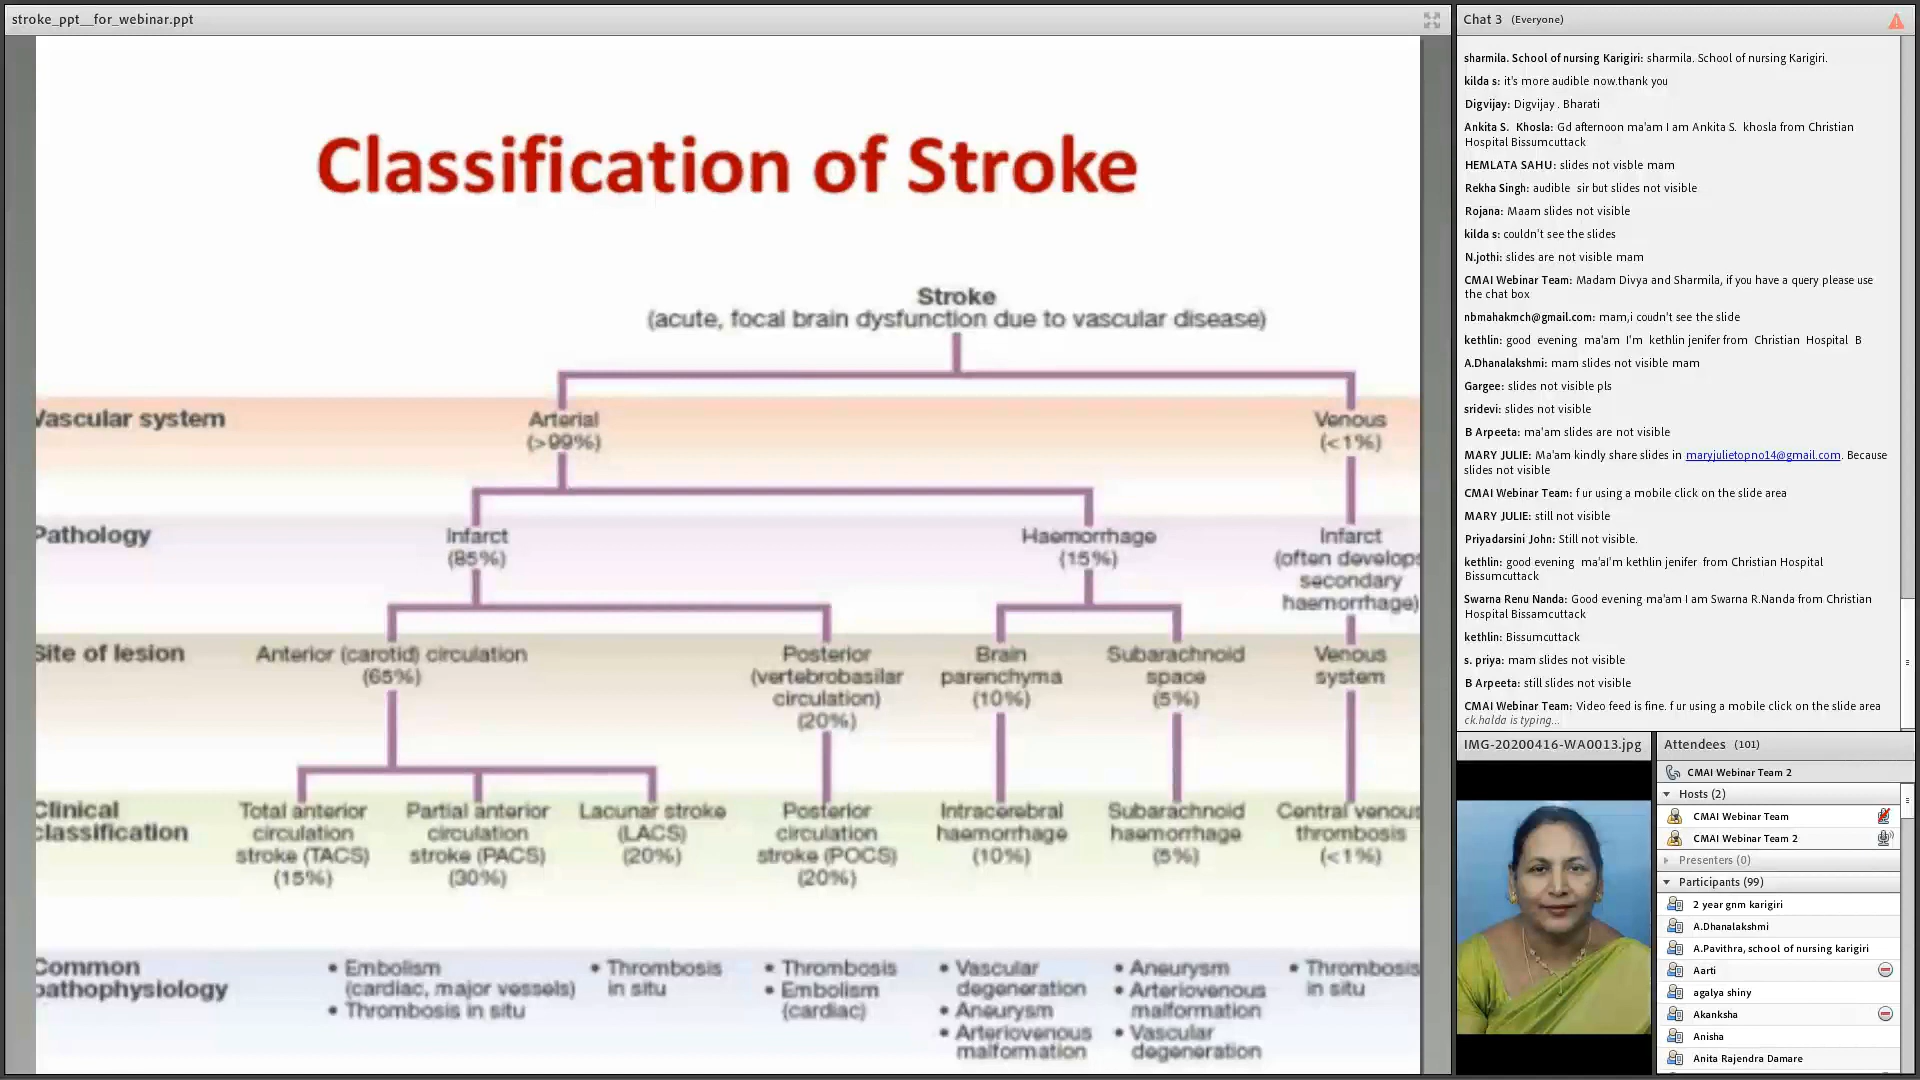 stroke_ppt__for_webinar.ppt
Classification of Stroke
Stroke
(acute, focal brain dysfunction due to vascular disease)
Vascular system
Arterial
(>99%)
Venous
(<1%)
Pathology
Infarct
(85%)
Haemorrhage
(15%)
Infarct
(often develops
secondary
haemorrhage)
Site of lesion
Anterior (carotid) circulation
(65%)
Posterior
(vertebrobasilar
circulation)
(20%)
Brain
parenchyma
(10%)
Subarachnoid
space
(5%)
Venous
system
Clinical
classification
Total anterior
circulation
stroke (TACS)
(15%)
Partial anterior
circulation
stroke (PACS)
(30%)
Lacunar stroke
(LACS)
(20%)
Posterior
circulation
stroke (POCS)
(20%)
Intracerebral
haemorrhage
(10%)
Subarachnoid
haemorrhage
(5%)
Central venous
thrombosis
(<1%)
Common
pathophysiology
• Embolism
(cardiac, major vessels)
• Thrombosis in situ
• Thrombosis
in situ
• Thrombosis
• Embolism
(cardiac)
• Vascular
degeneration
• Aneurysm
• Arteriovenous
malformation
• Aneurysm
• Arteriovenous
malformation
• Vascular
degeneration
• Thrombosis
in situ
Chat 3 (Everyone)
sharmila. School of nursing Karigiri: sharmila. School of nursing Karigiri.
kilda s: it's more audible now.thank you
Digvijay: Digvijay . Bharati
Ankita S. Khosla: Gd afternoon ma'am I am Ankita S. khosla from Christian
Hospital Bissumcuttack
HEMLATA SAHU: slides not visble mam
Rekha Singh: audible sir but slides not visible
Rojana: Maam slides not visible
kilda s: couldn't see the slides
N.jothi: slides are not visible mam
CMAI Webinar Team: Madam Divya and Sharmila, if you have a query please use
the chat box
nbmahakmch@gmail.com: mam,i coudn't see the slide
kethlin: good evening ma'am I'm kethlin jenifer from Christian Hospital B
A.Dhanalakshmi: mam slides not visible mam
Gargee: slides not visible pls
sridevi: slides not visible
B Arpeeta: ma'am slides are not visible
MARY JULIE: Ma'am kindly share slides in maryjulietopno14@gmail.com. Because
slides not visible
CMAI Webinar Team: f ur using a mobile click on the slide area
MARY JULIE: still not visible
Priyadarsini John: Still not visible.
kethlin: good evening ma'aI'm kethlin jenifer from Christian Hospital
Bissumcuttack
Swarna Renu Nanda: Good evening ma'am I am Swarna R.Nanda from Christian
Hospital Bissamcuttack
kethlin: Bissumcuttack
s. priya: mam slides not visible
B Arpeeta: still slides not visible
CMAI Webinar Team: Video feed is fine. f ur using a mobile click on the slide area
ck.halda is typing...
IMG-20200416-WA0013.jpg
Attendees (101)
CMAI Webinar Team 2
Hosts (2)
CMAI Webinar Team
CMAI Webinar Team 2
Presenters (0)
Participants (99)
2 year gnm karigiri
A.Dhanalakshmi
A.Pavithra, school of nursing karigiri
Aarti
agalya shiny
Akanksha
Anisha
Anita Rajendra Damare